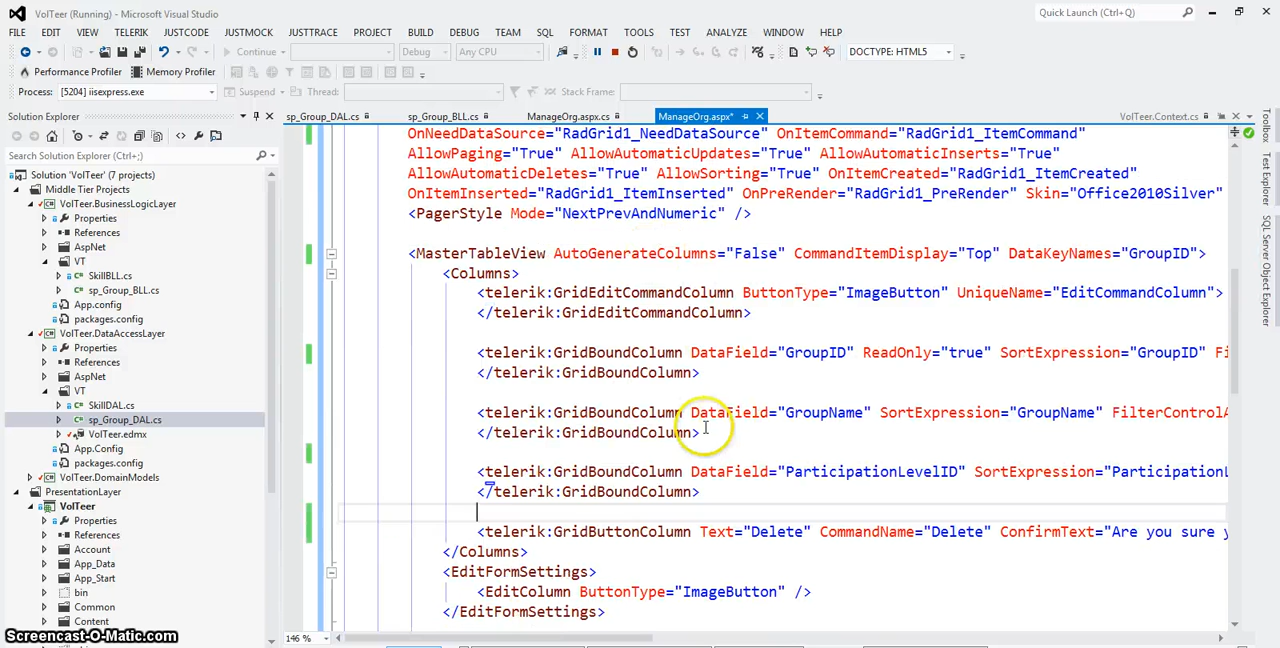 VolTeer (Running) - Microsoft Visual Studio
Quick Launch (Ctrl+Q)
FILE EDIT VIEW TELERIK JUSTCODE JUSTMOCK JUSTTRACE PROJECT BUILD DEBUG TEAM SQL FORMAT TOOLS TEST ANALYZE WINDOW HELP
Continue Debug Any CPU DOCTYPE: HTML5
Performance Profiler Memory Profiler
Process: [5204] iisexpress.exe Suspend Thread: Stack Frame:
Solution Explorer
sp_Group_DAL.cs sp_Group_BLL.cs ManageOrg.aspx.cs ManageOrg.aspx* VolTeer.Context.cs
Search Solution Explorer (Ctrl+;)
Solution 'VolTeer' (7 projects)
Middle Tier Projects
VolTeer.BusinessLogicLayer
Properties
References
AspNet
VT
SkillBLL.cs
sp_Group_BLL.cs
App.config
packages.config
VolTeer.DataAccessLayer
Properties
References
AspNet
VT
SkillDAL.cs
sp_Group_DAL.cs
VolTeer.edmx
App.Config
packages.config
VolTeer.DomainModels
PresentationLayer
VolTeer
Properties
References
Account
App_Data
App_Start
bin
Common
Content
OnNeedDataSource="RadGrid1_NeedDataSource" OnItemCommand="RadGrid1_ItemCommand"
AllowPaging="True" AllowAutomaticUpdates="True" AllowAutomaticInserts="True"
AllowAutomaticDeletes="True" AllowSorting="True" OnItemCreated="RadGrid1_ItemCreated"
OnItemInserted="RadGrid1_ItemInserted" OnPreRender="RadGrid1_PreRender" Skin="Office2010Silver"
<PagerStyle Mode="NextPrevAndNumeric" />
<MasterTableView AutoGenerateColumns="False" CommandItemDisplay="Top" DataKeyNames="GroupID">
<Columns>
<telerik:GridEditCommandColumn ButtonType="ImageButton" UniqueName="EditCommandColumn">
</telerik:GridEditCommandColumn>
<telerik:GridBoundColumn DataField="GroupID" ReadOnly="true" SortExpression="GroupID" Fi
</telerik:GridBoundColumn>
<telerik:GridBoundColumn DataField="GroupName" SortExpression="GroupName" FilterControlA
</telerik:GridBoundColumn>
<telerik:GridBoundColumn DataField="ParticipationLevelID" SortExpression="ParticipationL
</telerik:GridBoundColumn>
<telerik:GridButtonColumn Text="Delete" CommandName="Delete" ConfirmText="Are you sure y
</Columns>
<EditFormSettings>
<EditColumn ButtonType="ImageButton" />
</EditFormSettings>
146 %
Toolbox
Test Explorer
SQL Server Object Explorer
Screencast-O-Matic.com